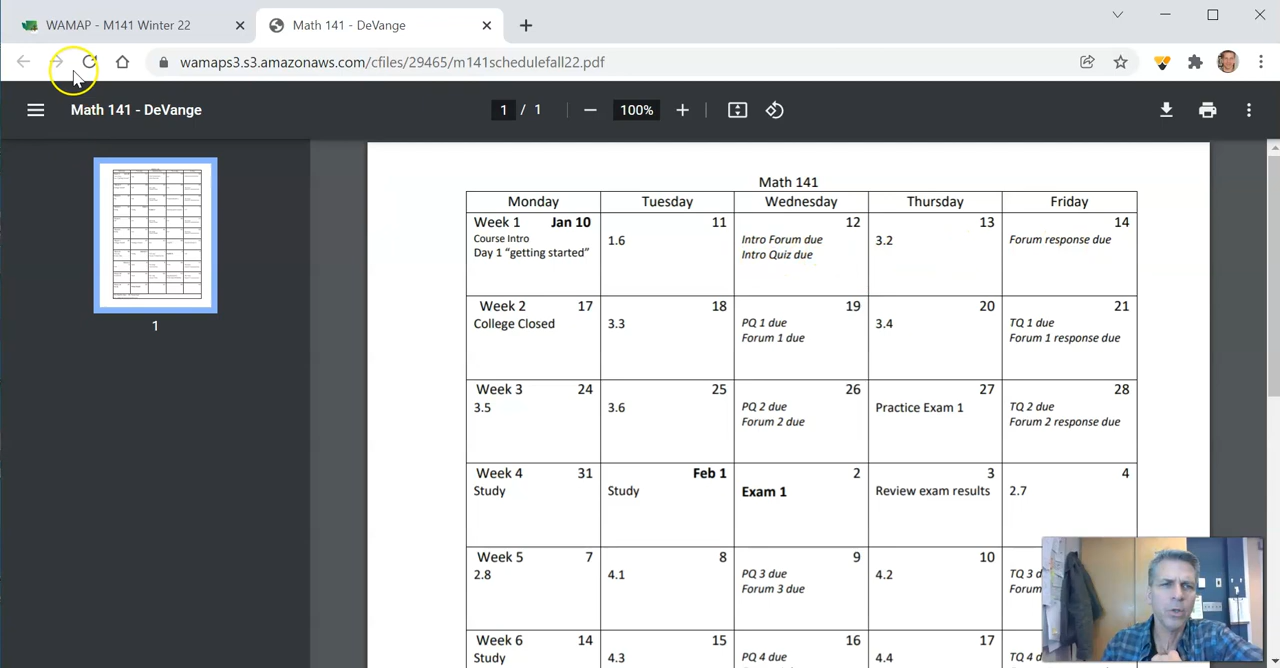 WAMAP - M141 Winter 22
Math 141 - DeVange
wamaps3.s3.amazonaws.com/cfiles/29465/m141schedulefall22.pdf
Math 141 - DeVange
1 / 1
100%
1
Math 141
Monday Tuesday Wednesday Thursday Friday
Week 1 Jan 10 11 12 13 14
Course Intro 1.6 Intro Forum due 3.2 Forum response due
Day 1 “getting started” Intro Quiz due
Week 2 17 18 19 20 21
College Closed 3.3 PQ 1 due 3.4 TQ 1 due
Forum 1 due Forum 1 response due
Week 3 24 25 26 27 28
3.5 3.6 PQ 2 due Practice Exam 1 TQ 2 due
Forum 2 due Forum 2 response due
Week 4 31 Feb 1 2 3 4
Study Study Exam 1 Review exam results 2.7
Week 5 7 8 9 10
2.8 4.1 PQ 3 due 4.2 TQ 3 d
Forum 3 due Forum
Week 6 14 15 16 17
Study 4.3 PQ 4 due 4.4 TQ 4 d